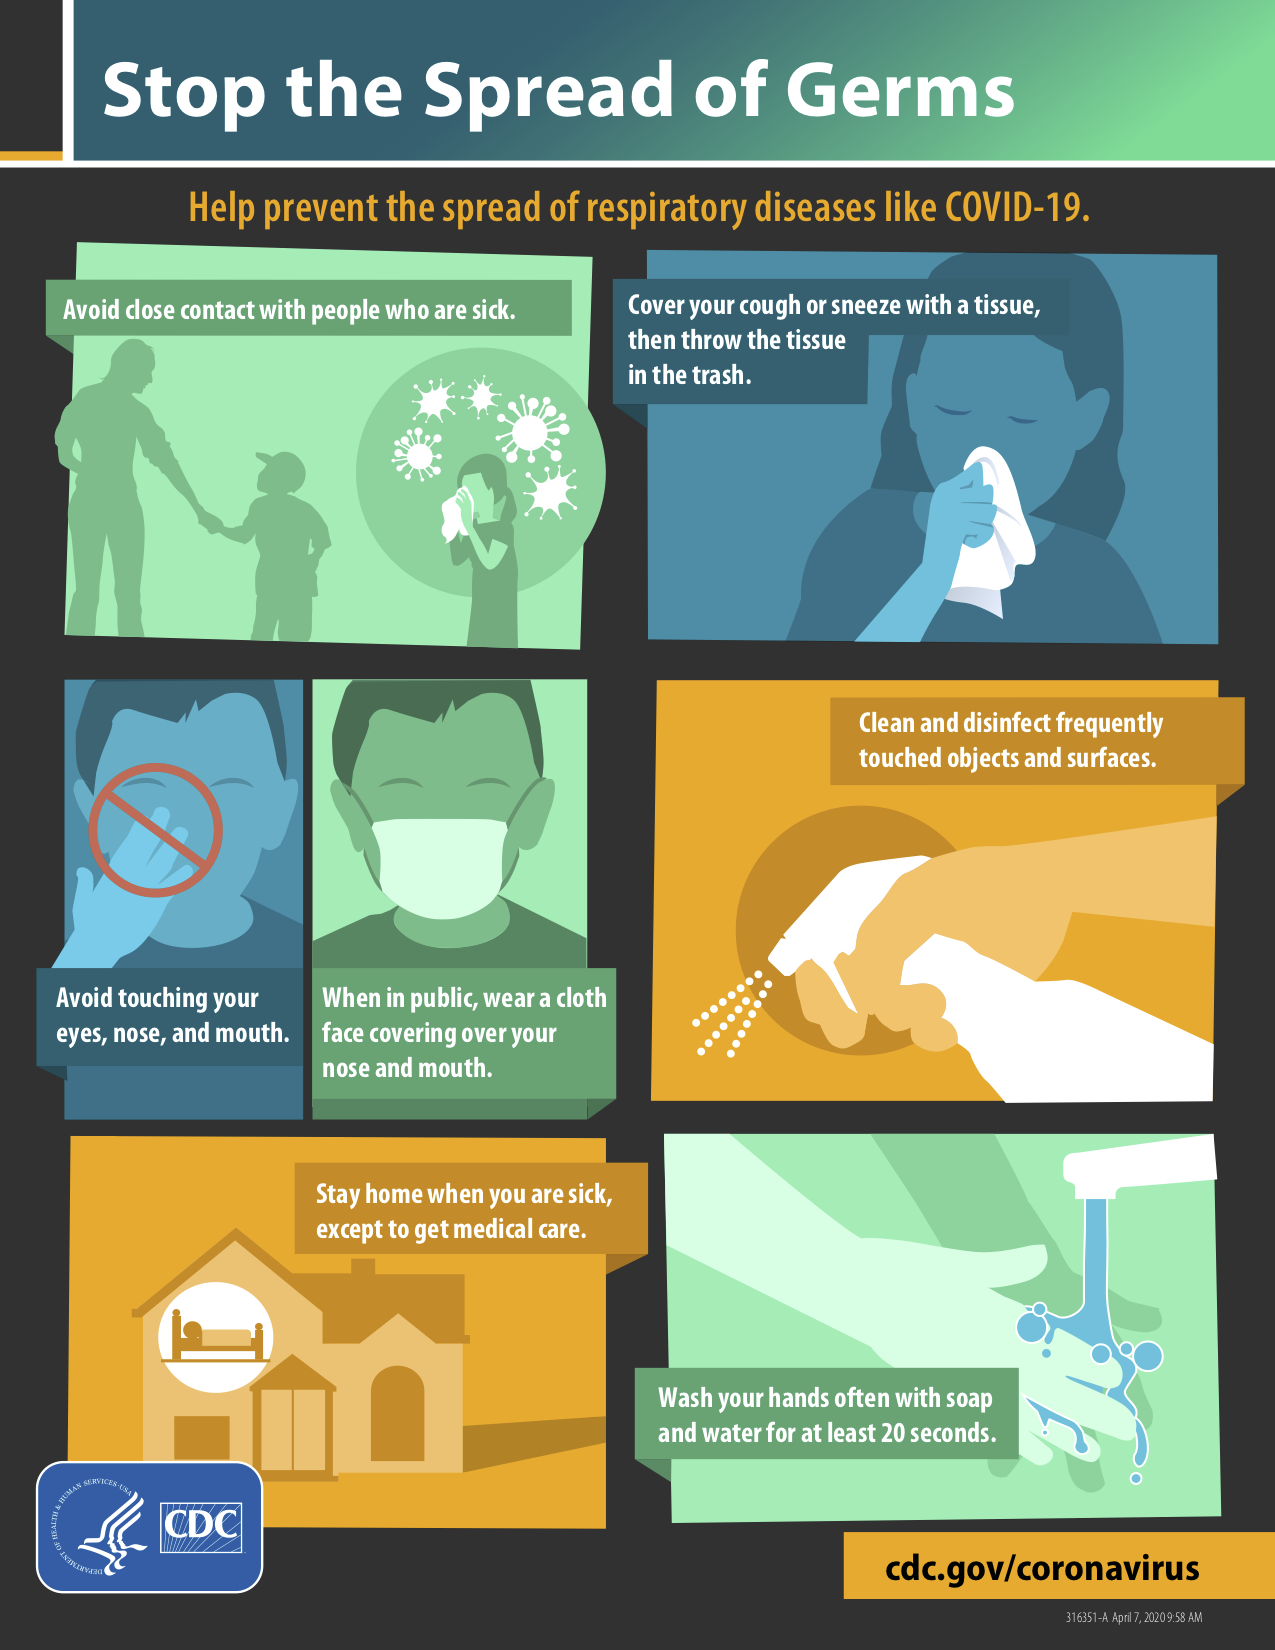 Stop the Spread of Germs
Help prevent the spread of respiratory diseases like COVID-19.
Avoid close contact with people who are sick.
Cover your cough or sneeze with a tissue,
then throw the tissue
in the trash.
Avoid touching your
eyes, nose, and mouth.
When in public, wear a cloth
face covering over your
nose and mouth.
Clean and disinfect frequently
touched objects and surfaces.
Stay home when you are sick,
except to get medical care.
Wash your hands often with soap
and water for at least 20 seconds.
DEPARTMENT OF HEALTH & HUMAN SERVICES·USA
CDC
cdc.gov/coronavirus
316351-A April 7, 2020 9:58 AM